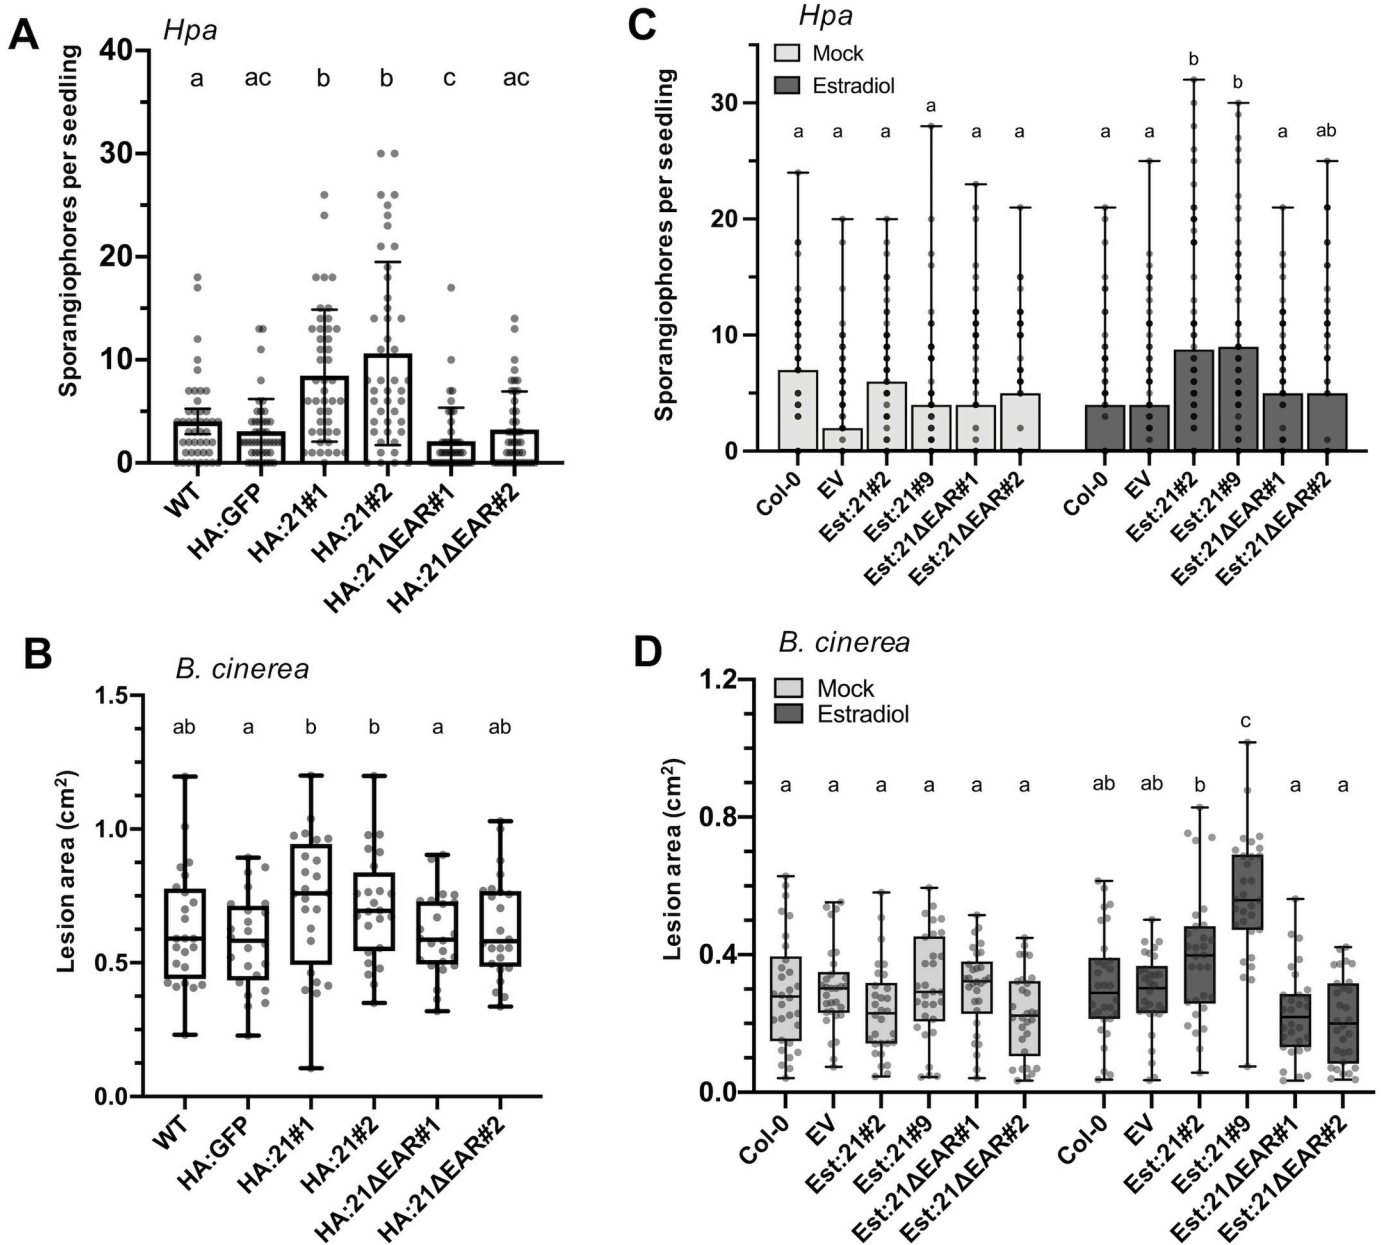 A
Hpa
Sporangiophores per seedling
40
30
20
10
0
a ac b b c ac
WT
HA:GFP
HA:21#1
HA:21#2
HA:21ΔEAR#1
HA:21ΔEAR#2
C
Hpa
Mock
Estradiol
Sporangiophores per seedling
30
20
10
0
a a a a a a a a b b a ab
Col-0
EV
Est:21#2
Est:21#9
Est:21ΔEAR#1
Est:21ΔEAR#2
Col-0
EV
Est:21#2
Est:21#9
Est:21ΔEAR#1
Est:21ΔEAR#2
B
B. cinerea
Lesion area (cm²)
1.5
1.0
0.5
0.0
ab a b b a ab
WT
HA:GFP
HA:21#1
HA:21#2
HA:21ΔEAR#1
HA:21ΔEAR#2
D
B. cinerea
Mock
Estradiol
Lesion area (cm²)
1.2
0.8
0.4
0.0
a a a a a a ab ab b c a a
Col-0
EV
Est:21#2
Est:21#9
Est:21ΔEAR#1
Est:21ΔEAR#2
Col-0
EV
Est:21#2
Est:21#9
Est:21ΔEAR#1
Est:21ΔEAR#2